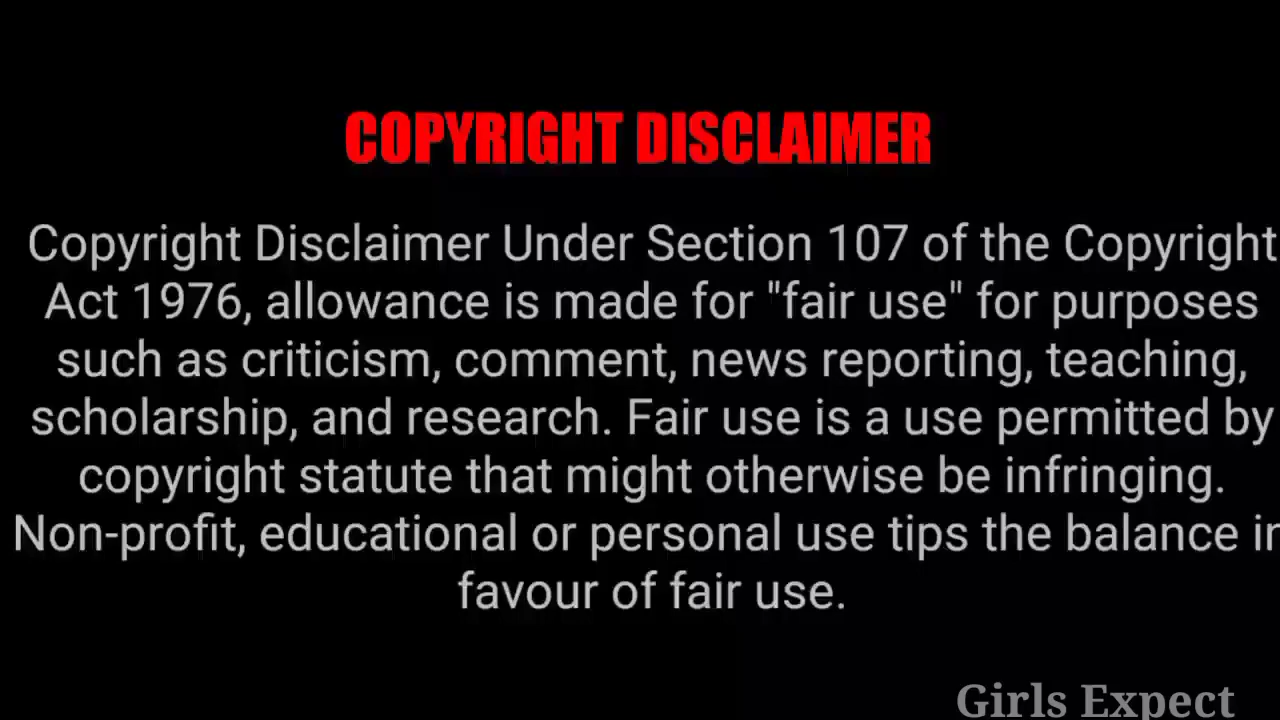 COPYRIGHT DISCLAIMER
Copyright Disclaimer Under Section 107 of the Copyright
Act 1976, allowance is made for "fair use" for purposes
such as criticism, comment, news reporting, teaching,
scholarship, and research. Fair use is a use permitted by
copyright statute that might otherwise be infringing.
Non-profit, educational or personal use tips the balance in
favour of fair use.
Girls Expect